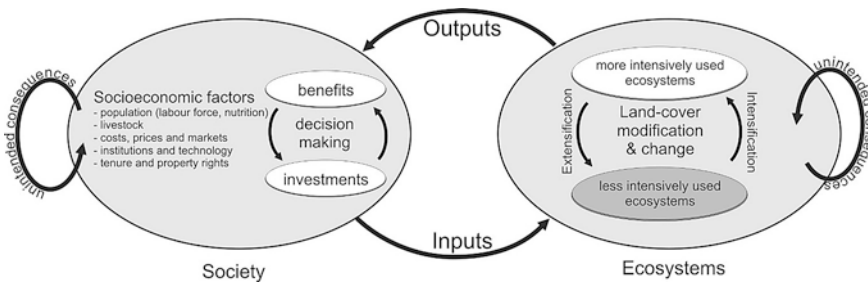 Outputs
unintended consequences
Socioeconomic factors
- population (labour force, nutrition)
- livestock
- costs, prices and markets
- institutions and technology
- tenure and property rights
benefits
decision
making
investments
more intensively used
ecosystems
Extensification
Land-cover
modification
& change
Intensification
less intensively used
ecosystems
unintended consequences
Inputs
Society
Ecosystems